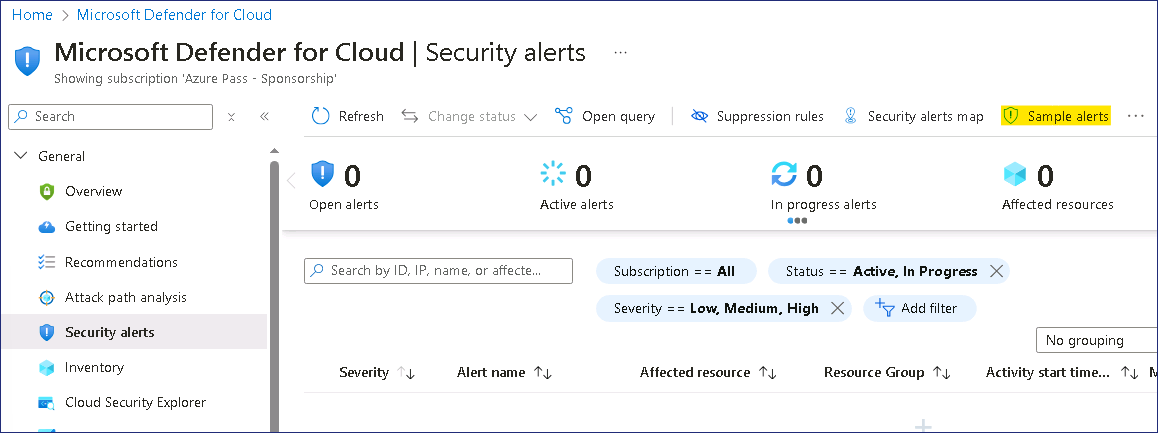 Home > Microsoft Defender for Cloud
Microsoft Defender for Cloud | Security alerts ...
Showing subscription 'Azure Pass - Sponsorship'
Search
Refresh Change status Open query Suppression rules Security alerts map Sample alerts ...
General
Overview
Getting started
Recommendations
Attack path analysis
Security alerts
Inventory
Cloud Security Explorer
0 0 0 0
Open alerts Active alerts In progress alerts Affected resources
Search by ID, IP, name, or affecte... Subscription == All Status == Active, In Progress
Severity == Low, Medium, High Add filter
No grouping
Severity Alert name Affected resource Resource Group Activity start time... M